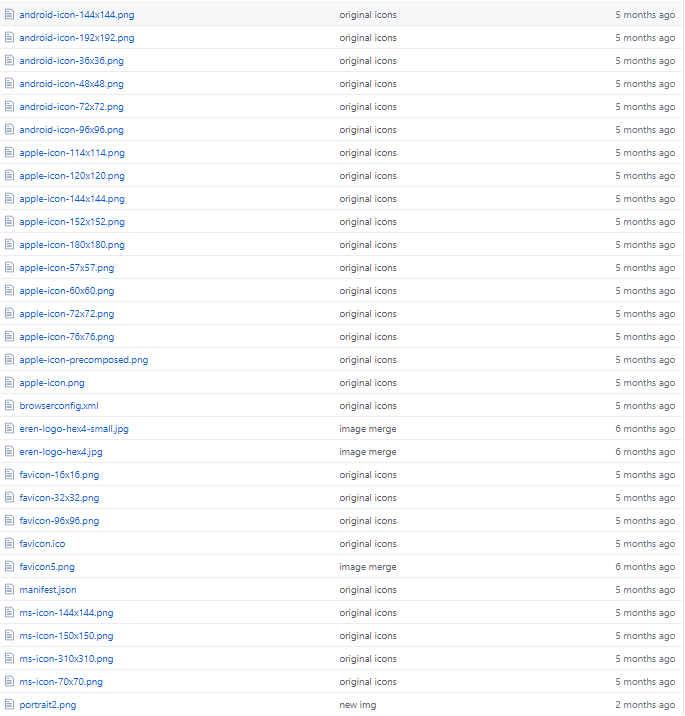 android-icon-144x144.png original icons 5 months ago
android-icon-192x192.png original icons 5 months ago
android-icon-36x36.png original icons 5 months ago
android-icon-48x48.png original icons 5 months ago
android-icon-72x72.png original icons 5 months ago
android-icon-96x96.png original icons 5 months ago
apple-icon-114x114.png original icons 5 months ago
apple-icon-120x120.png original icons 5 months ago
apple-icon-144x144.png original icons 5 months ago
apple-icon-152x152.png original icons 5 months ago
apple-icon-180x180.png original icons 5 months ago
apple-icon-57x57.png original icons 5 months ago
apple-icon-60x60.png original icons 5 months ago
apple-icon-72x72.png original icons 5 months ago
apple-icon-76x76.png original icons 5 months ago
apple-icon-precomposed.png original icons 5 months ago
apple-icon.png original icons 5 months ago
browserconfig.xml original icons 5 months ago
eren-logo-hex4-small.jpg image merge 6 months ago
eren-logo-hex4.jpg image merge 6 months ago
favicon-16x16.png original icons 5 months ago
favicon-32x32.png original icons 5 months ago
favicon-96x96.png original icons 5 months ago
favicon.ico original icons 5 months ago
favicon5.png image merge 6 months ago
manifest.json original icons 5 months ago
ms-icon-144x144.png original icons 5 months ago
ms-icon-150x150.png original icons 5 months ago
ms-icon-310x310.png original icons 5 months ago
ms-icon-70x70.png original icons 5 months ago
portrait2.png new img 2 months ago